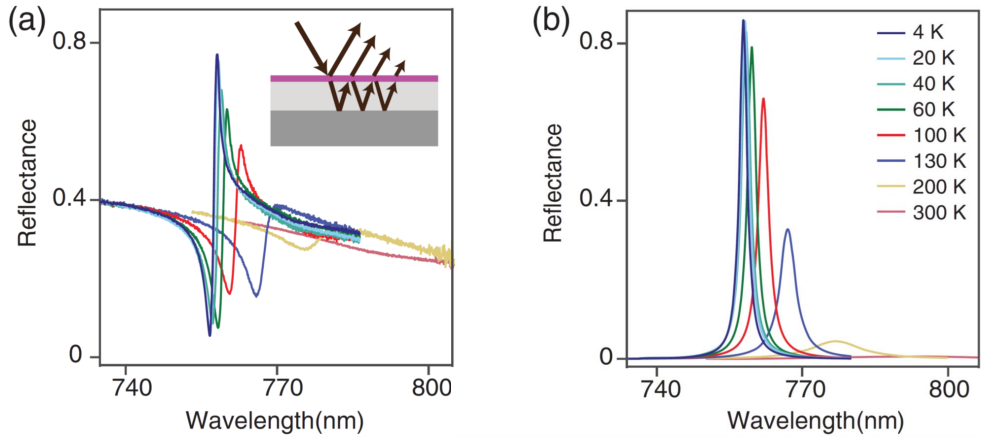 (a)
0.8
0.4
0
Reflectance
740
770
800
Wavelength(nm)
(b)
0.8
0.4
0
Reflectance
740
770
800
Wavelength(nm)
4 K
20 K
40 K
60 K
100 K
130 K
200 K
300 K